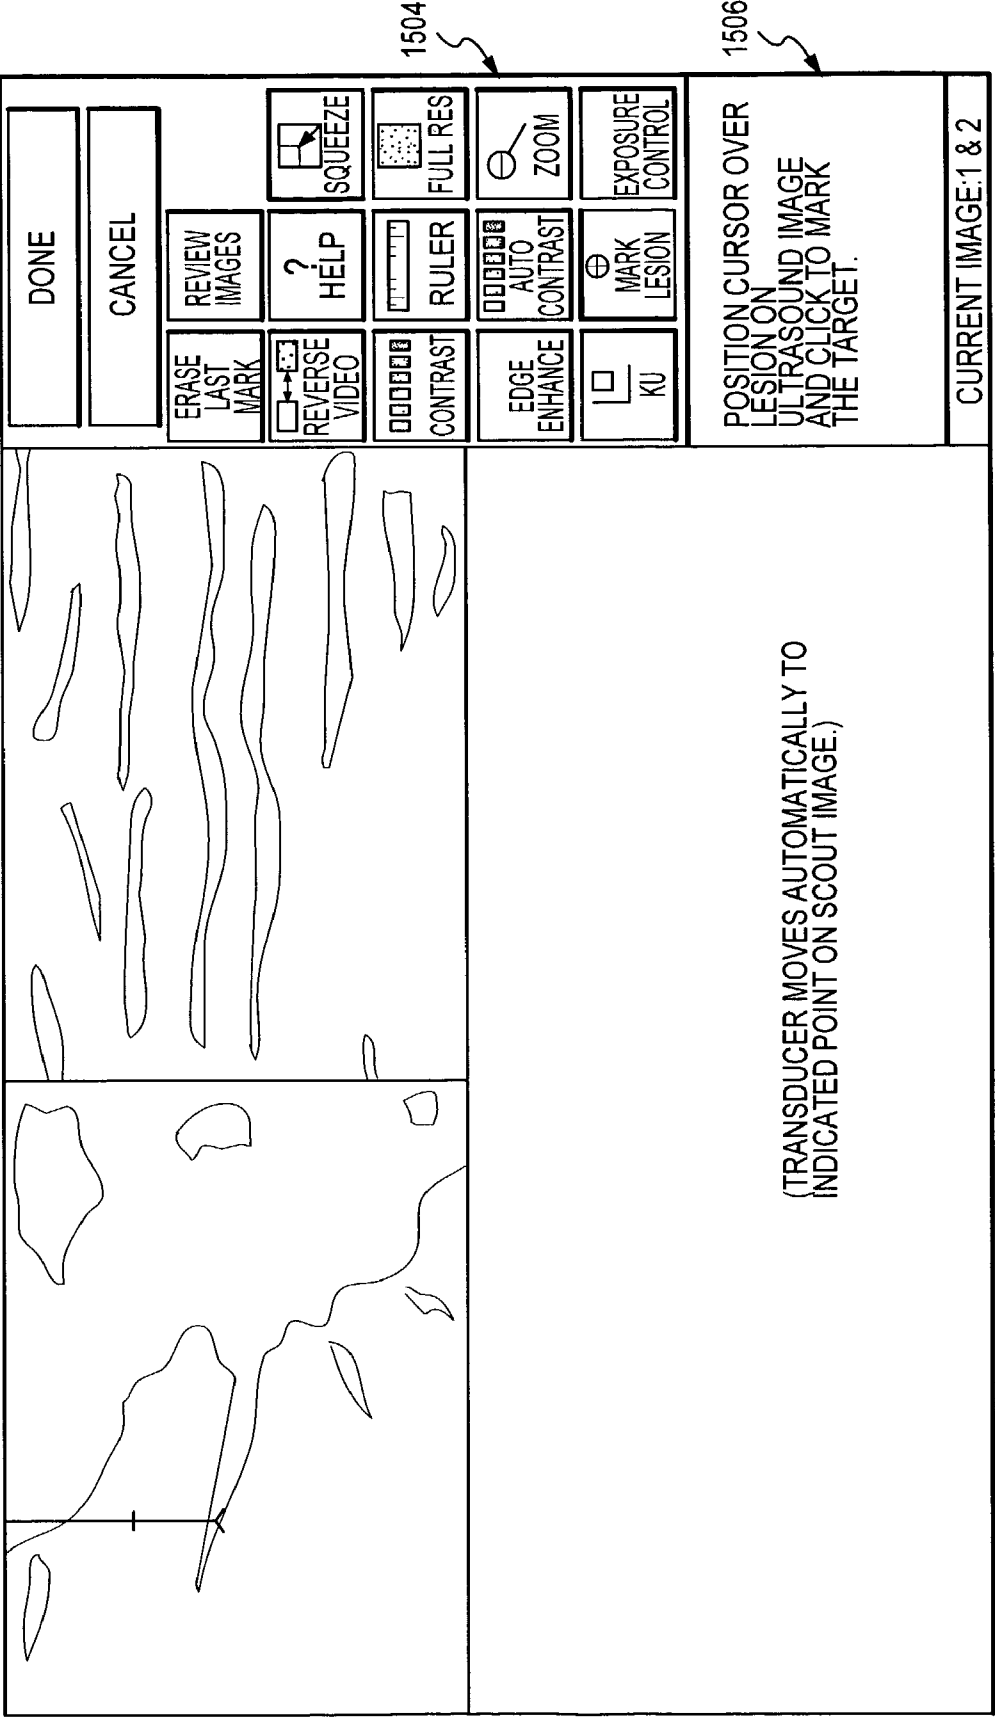 DONE
CANCEL
ERASE
LAST
MARK
REVIEW
IMAGES
REVERSE
VIDEO
?
HELP
SQUEEZE
CONTRAST
RULER
FULL RES
1504
EDGE
ENHANCE
AUTO
CONTRAST
ZOOM
KU
MARK
LESION
EXPOSURE
CONTROL
POSITION CURSOR OVER
LESION ON
ULTRASOUND IMAGE
AND CLICK TO MARK
THE TARGET.
1506
(TRANSDUCER MOVES AUTOMATICALLY TO
INDICATED POINT ON SCOUT IMAGE.)
CURRENT IMAGE:1 & 2